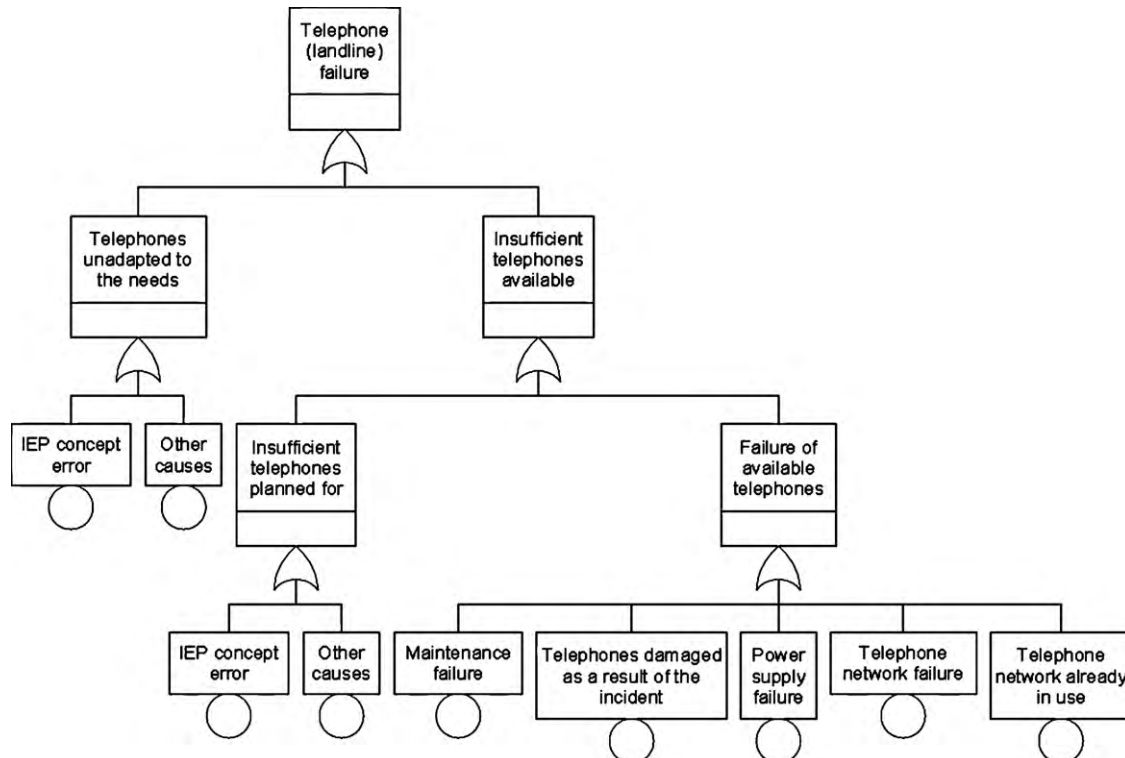 Telephone
(landline)
failure
Telephones
unadapted to
the needs
Insufficient
telephones
available
IEP concept
error
Other
causes
Insufficient
telephones
planned for
Failure of
available
telephones
IEP concept
error
Other
causes
Maintenance
failure
Telephones damaged
as a result of the
incident
Power
supply
failure
Telephone
network failure
Telephone
network already
in use